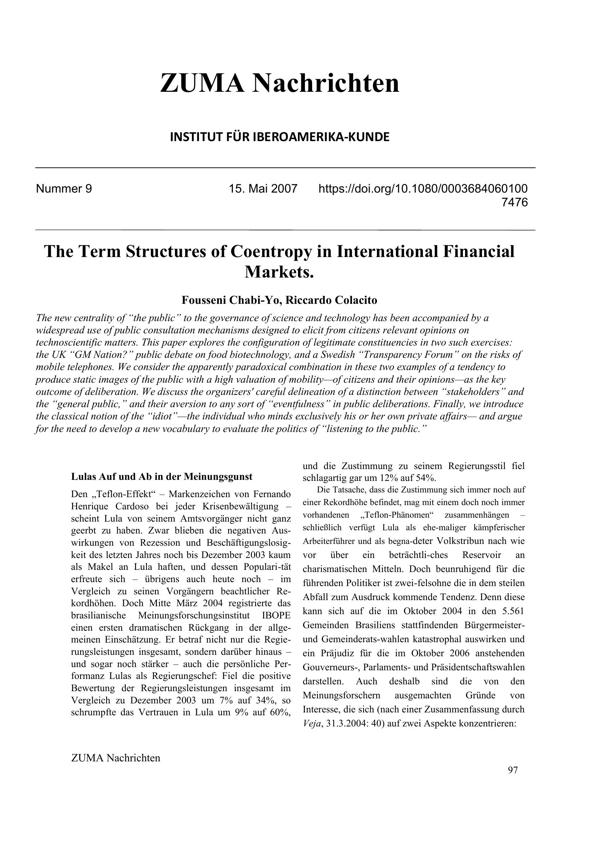 ZUMA Nachrichten
INSTITUT FÜR IBEROAMERIKA-KUNDE
Nummer 9
15. Mai 2007
https://doi.org/10.1080/0003684060100
7476
The Term Structures of Coentropy in International Financial
Markets.
Fousseni Chabi-Yo, Riccardo Colacito
The new centrality of “the public” to the governance of science and technology has been accompanied by a
widespread use of public consultation mechanisms designed to elicit from citizens relevant opinions on
technoscientific matters. This paper explores the configuration of legitimate constituencies in two such exercises:
the UK “GM Nation?” public debate on food biotechnology, and a Swedish “Transparency Forum” on the risks of
mobile telephones. We consider the apparently paradoxical combination in these two examples of a tendency to
produce static images of the public with a high valuation of mobility—of citizens and their opinions—as the key
outcome of deliberation. We discuss the organizers' careful delineation of a distinction between “stakeholders” and
the “general public,” and their aversion to any sort of “eventfulness” in public deliberations. Finally, we introduce
the classical notion of the “idiot”—the individual who minds exclusively his or her own private affairs— and argue
for the need to develop a new vocabulary to evaluate the politics of “listening to the public.”
Lulas Auf und Ab in der Meinungsgunst
Den „Teflon-Effekt“ – Markenzeichen von Fernando
Henrique Cardoso bei jeder Krisenbewältigung –
scheint Lula von seinem Amtsvorgänger nicht ganz
geerbt zu haben. Zwar blieben die negativen Aus-
wirkungen von Rezession und Beschäftigungslosig-
keit des letzten Jahres noch bis Dezember 2003 kaum
als Makel an Lula haften, und dessen Populari-tät
erfreute sich – übrigens auch heute noch – im
Vergleich zu seinen Vorgängern beachtlicher Re-
kordhöhen. Doch Mitte März 2004 registrierte das
brasilianische Meinungsforschungsinstitut IBOPE
einen ersten dramatischen Rückgang in der allge-
meinen Einschätzung. Er betraf nicht nur die Regie-
rungsleistungen insgesamt, sondern darüber hinaus –
und sogar noch stärker – auch die persönliche Per-
formanz Lulas als Regierungschef: Fiel die positive
Bewertung der Regierungsleistungen insgesamt im
Vergleich zu Dezember 2003 um 7% auf 34%, so
schrumpfte das Vertrauen in Lula um 9% auf 60%,
und die Zustimmung zu seinem Regierungsstil fiel
schlagartig gar um 12% auf 54%.
Die Tatsache, dass die Zustimmung sich immer noch auf
einer Rekordhöhe befindet, mag mit einem doch noch immer
vorhandenen „Teflon-Phänomen“ zusammenhängen –
schließlich verfügt Lula als ehe-maliger kämpferischer
Arbeiterführer und als begna-deter Volkstribun nach wie
vor über ein beträchtli-ches Reservoir an
charismatischen Mitteln. Doch beunruhigend für die
führenden Politiker ist zwei-felsohne die in dem steilen
Abfall zum Ausdruck kommende Tendenz. Denn diese
kann sich auf die im Oktober 2004 in den 5.561
Gemeinden Brasiliens stattfindenden Bürgermeister-
und Gemeinderats-wahlen katastrophal auswirken und
ein Präjudiz für die im Oktober 2006 anstehenden
Gouverneurs-, Parlaments- und Präsidentschaftswahlen
darstellen. Auch deshalb sind die von den
Meinungsforschern ausgemachten Gründe von
Interesse, die sich (nach einer Zusammenfassung durch
Veja, 31.3.2004: 40) auf zwei Aspekte konzentrieren:
ZUMA Nachrichten
97